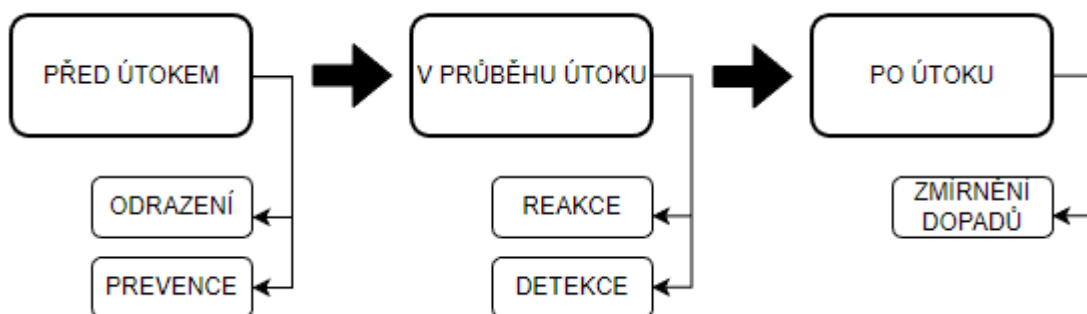 PŘED ÚTOKEM
V PRŮBĚHU ÚTOKU
PO ÚTOKU
ODRAZENÍ
REAKCE
ZMÍRNĚNÍ
DOPADŮ
PREVENCE
DETEKCE